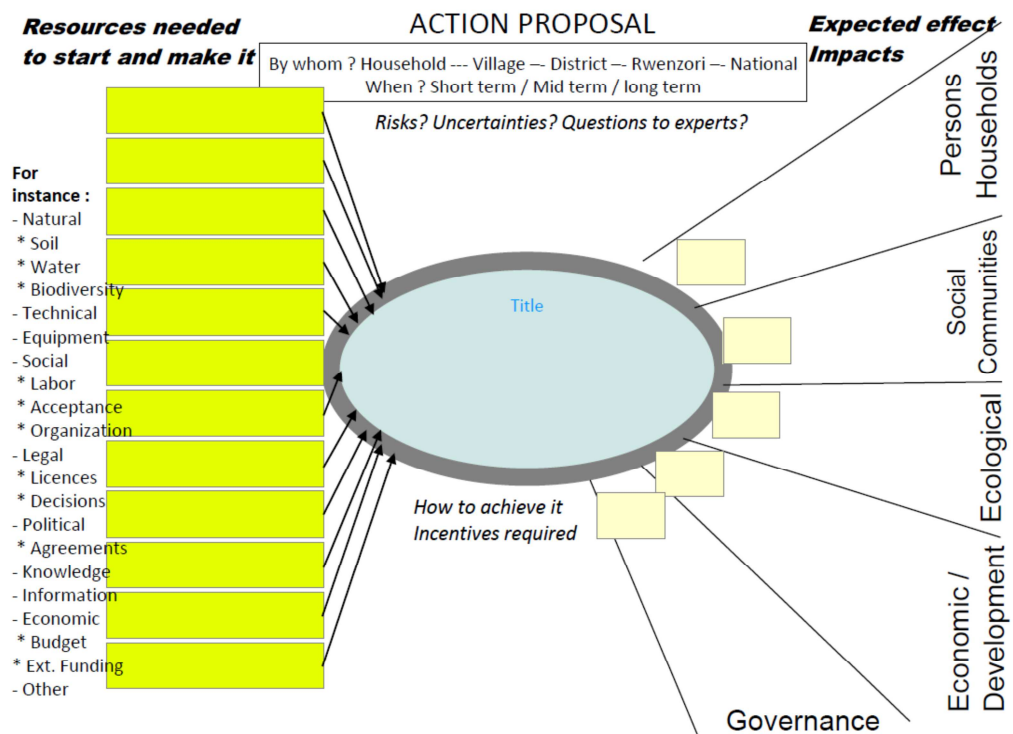 Resources needed
to start and make it
ACTION PROPOSAL
By whom ? Household --- Village –- District –- Rwenzori –- National
When ? Short term / Mid term / long term
Risks? Uncertainties? Questions to experts?
Expected effect
Impacts
For
instance :
- Natural
* Soil
* Water
* Biodiversity
- Technical
- Equipment
- Social
* Labor
* Acceptance
* Organization
- Legal
* Licences
* Decisions
- Political
* Agreements
- Knowledge
- Information
- Economic
* Budget
* Ext. Funding
- Other
Title
How to achieve it
Incentives required
Persons
Households
Social
Communities
Ecological
Economic /
Development
Governance